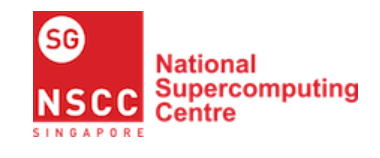 SG
NSCC
SINGAPORE
National
Supercomputing
Centre